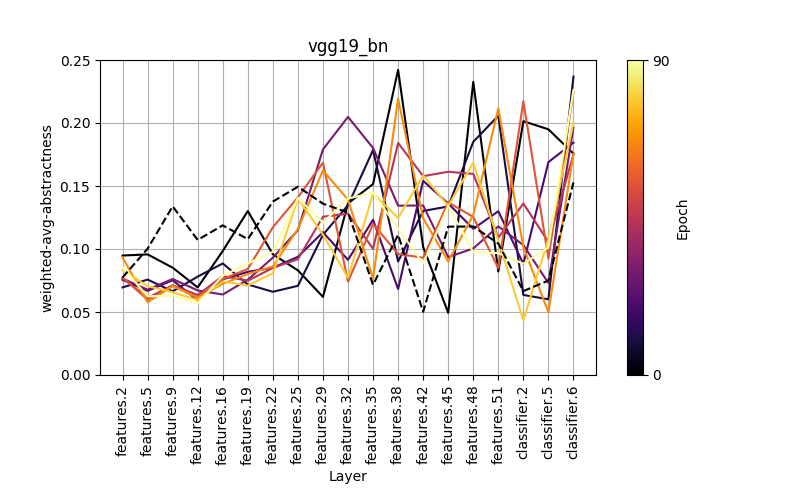 vgg19_bn
weighted-avg-abstractness
0.25
0.20
0.15
0.10
0.05
0.00
features.2
features.5
features.9
features.12
features.16
features.19
features.22
features.25
features.29
features.32
features.35
features.38
features.42
features.45
features.48
features.51
classifier.2
classifier.5
classifier.6
Layer
90
0
Epoch